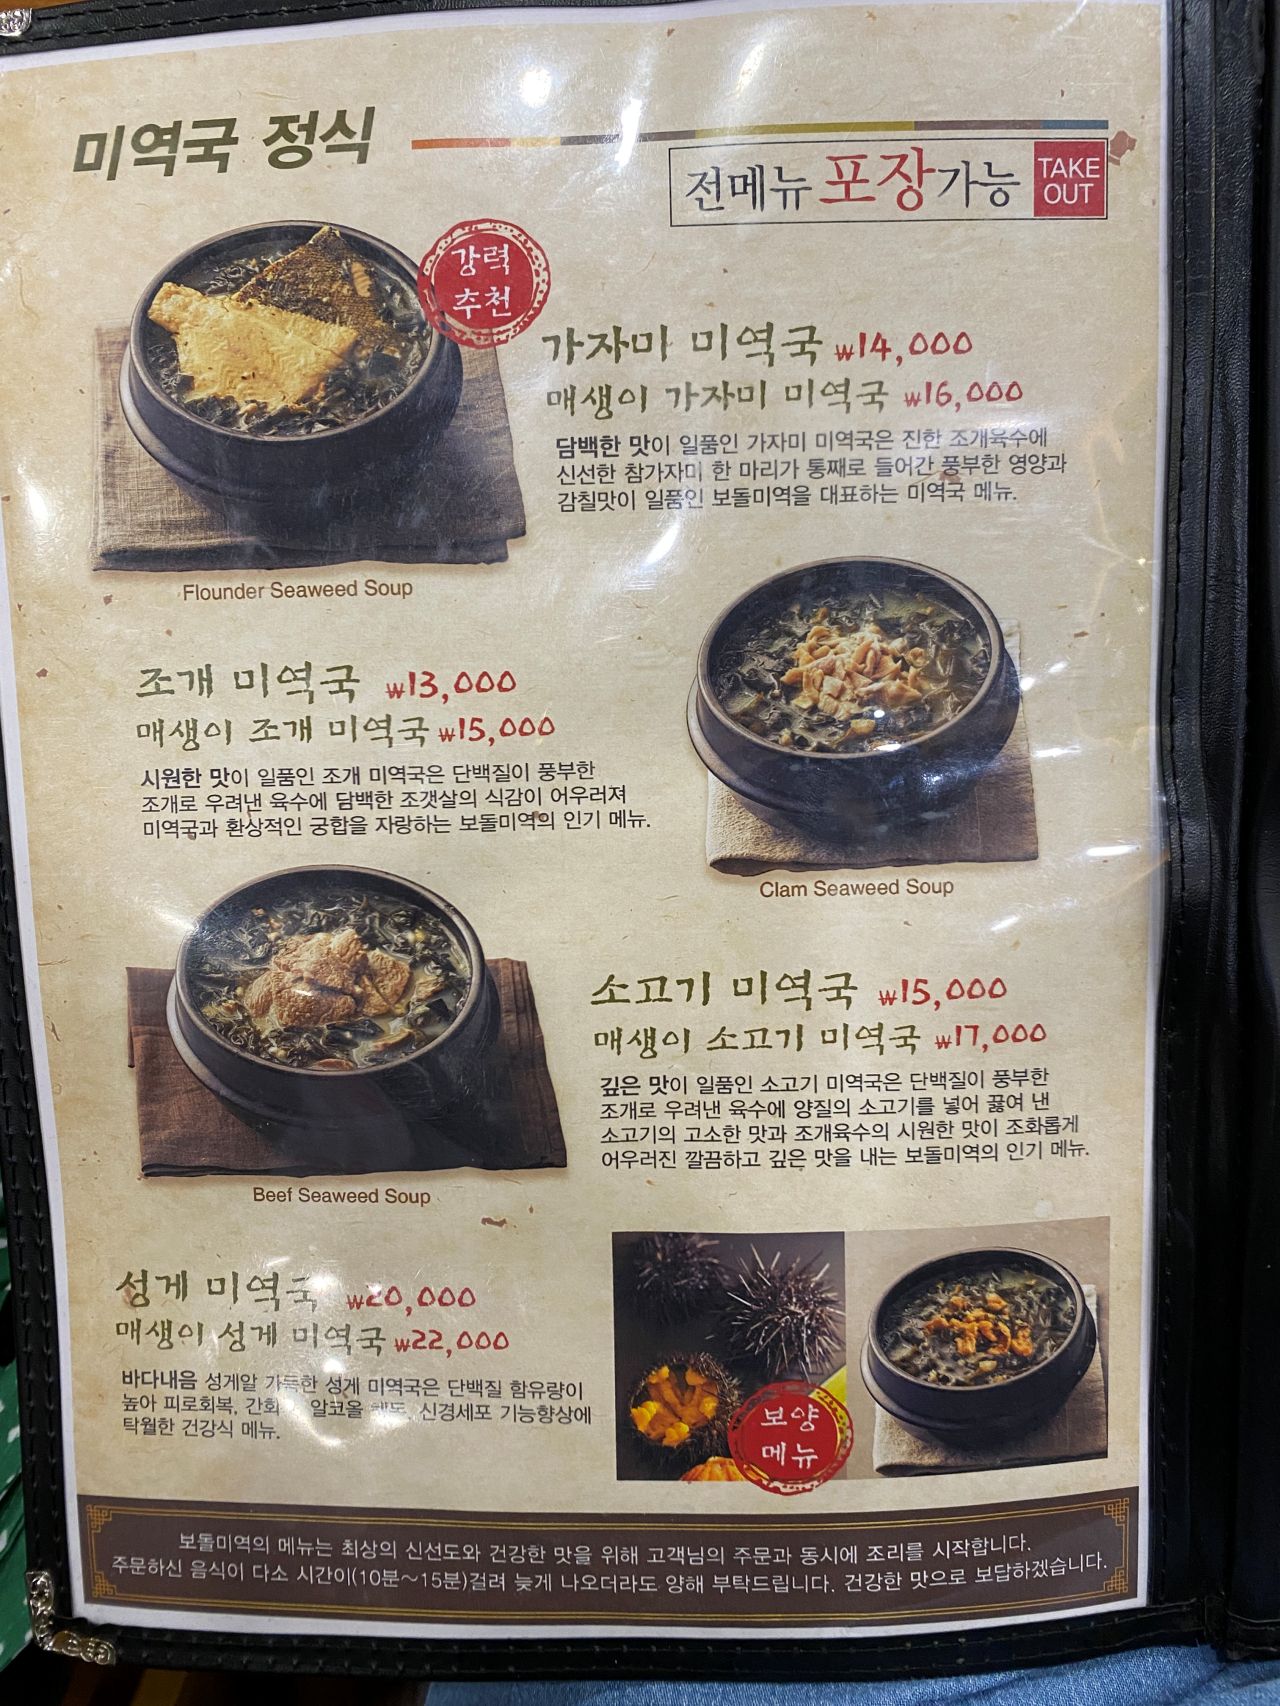 미역국 정식
전메뉴 포장가능 TAKE OUT
강력
추천
가자미 미역국 ₩14,000
매생이 가자미 미역국 ₩16,000
담백한 맛이 일품인 가자미 미역국은 진한 조개육수에
신선한 참가자미 한 마리가 통째로 들어간 풍부한 영양과
감칠맛이 일품인 보돌미역을 대표하는 미역국 메뉴.
Flounder Seaweed Soup
조개 미역국 ₩13,000
매생이 조개 미역국 ₩15,000
시원한 맛이 일품인 조개 미역국은 단백질이 풍부한
조개로 우려낸 육수에 담백한 조갯살의 식감이 어우러져
미역국과 환상적인 궁합을 자랑하는 보돌미역의 인기 메뉴.
Clam Seaweed Soup
소고기 미역국 ₩15,000
매생이 소고기 미역국 ₩17,000
깊은 맛이 일품인 소고기 미역국은 단백질이 풍부한
조개로 우려낸 육수에 양질의 소고기를 넣어 끓여 낸
소고기의 고소한 맛과 조개육수의 시원한 맛이 조화롭게
어우러진 깔끔하고 깊은 맛을 내는 보돌미역의 인기 메뉴.
Beef Seaweed Soup
성게 미역국 ₩20,000
매생이 성게 미역국 ₩22,000
바다내음 성게알 가득한 성게 미역국은 단백질 함유량이
높아 피로회복, 알코올 해독, 신경세포 기능향상에
탁월한 건강식 메뉴.
보양
메뉴
보돌미역의 메뉴는 최상의 신선도와 건강한 맛을 위해 고객님의 주문과 동시에 조리를 시작합니다.
주문하신 음식이 다소 시간이(10분~15분)걸려 늦게 나오더라도 양해 부탁드립니다. 건강한 맛으로 보답하겠습니다.